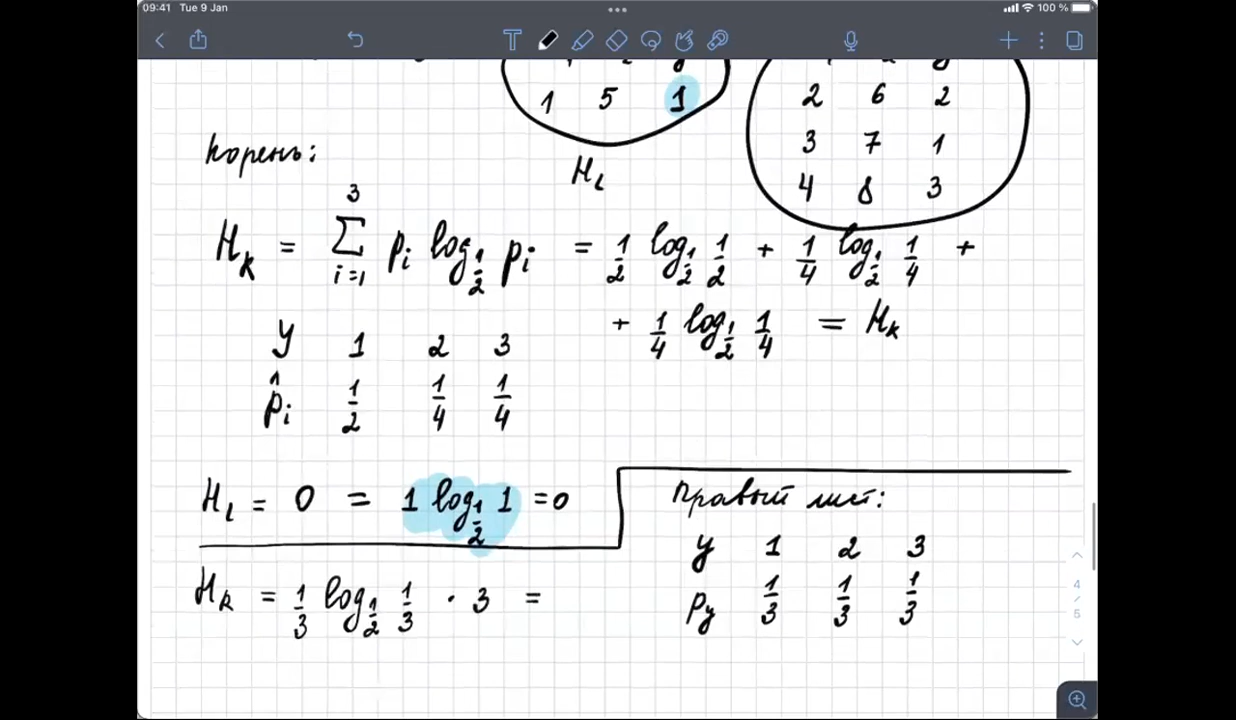 09:41 Tue 9 Jan
100 %
1 5 1
H_L
2 6 2
3 7 1
4 8 3
Корень:
H_k = \sum_{i=1}^{3} p_i log_{1/2} p_i = 1/2 log_{1/2} 1/2 + 1/4 log_{1/2} 1/4 +
+ 1/4 log_{1/2} 1/4 = H_k
y 1 2 3
p̂_i 1/2 1/4 1/4
H_L = 0 = 1 log_{1/2} 1 = 0
Правый лист:
y 1 2 3
p_y 1/3 1/3 1/3
H_R = 1/3 log_{1/2} 1/3 · 3 =
4
/
5